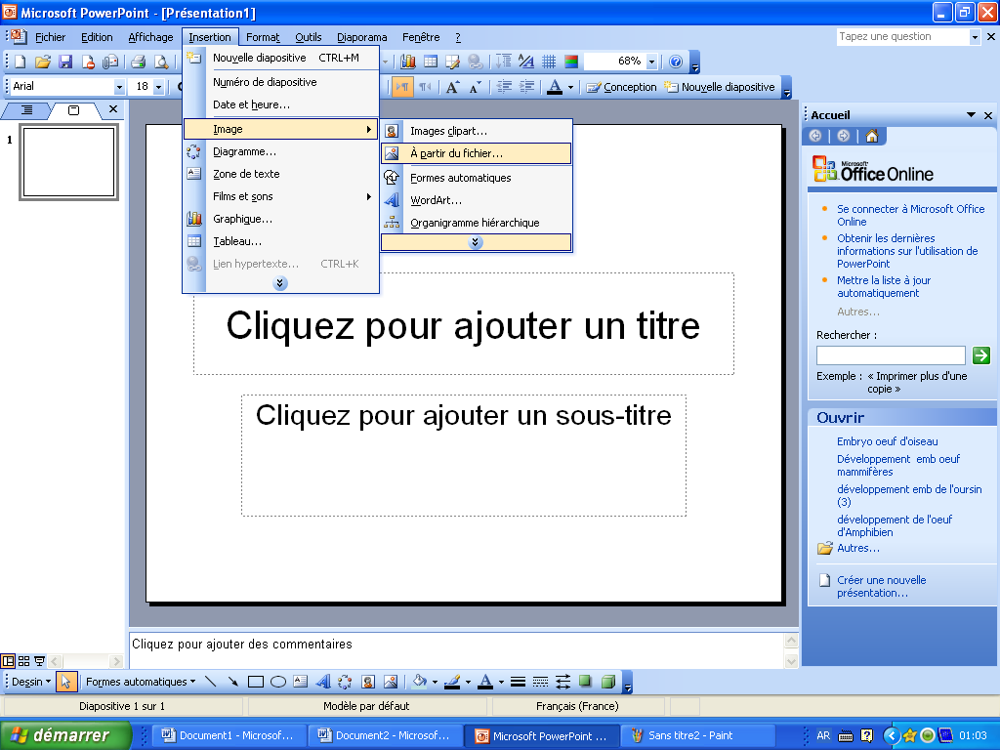 Microsoft PowerPoint - [Présentation1]
Fichier Edition Affichage Insertion Format Outils Diaporama Fenêtre ?
Tapez une question
68%
Arial 18
Conception Nouvelle diapositive
Nouvelle diapositive CTRL+M
Numéro de diapositive
Date et heure...
Image
Diagramme...
Zone de texte
Films et sons
Graphique...
Tableau...
Lien hypertexte... CTRL+K
Images clipart...
À partir du fichier...
Formes automatiques
WordArt...
Organigramme hiérarchique
1
Cliquez pour ajouter un titre
Cliquez pour ajouter un sous-titre
Cliquez pour ajouter des commentaires
Accueil
Microsoft
Office Online
Se connecter à Microsoft Office
Online
Obtenir les dernières
informations sur l'utilisation de
PowerPoint
Mettre la liste à jour
automatiquement
Autres...
Rechercher :
Exemple : « Imprimer plus d'une
copie »
Ouvrir
Embryo oeuf d'oiseau
Développement emb oeuf
mammifères
développement emb de l'oursin
(3)
développement de l'oeuf
d'Amphibien
Autres...
Créer une nouvelle
présentation...
Dessin Formes automatiques
Diapositive 1 sur 1 Modèle par défaut Français (France)
démarrer Document1 - Microsof... Document2 - Microsof... Microsoft PowerPoint ... Sans titre2 - Paint AR 01:03